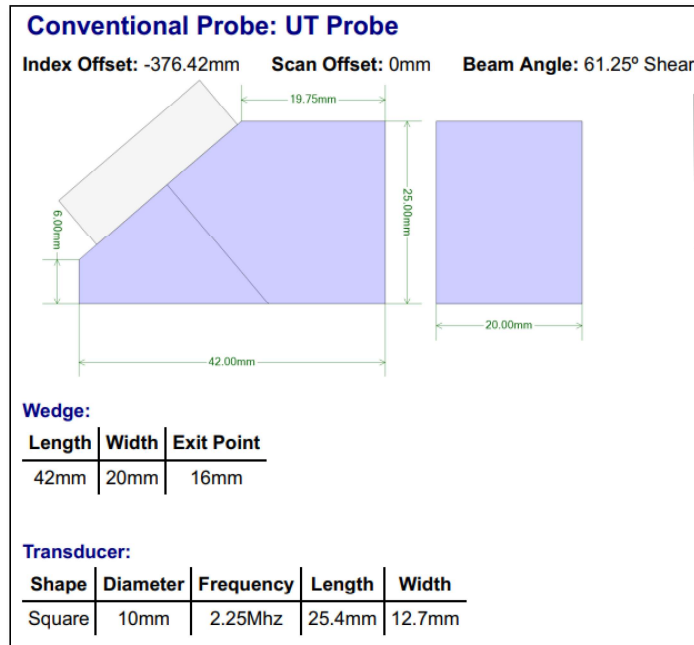 Conventional Probe: UT Probe
Index Offset: -376.42mm Scan Offset: 0mm Beam Angle: 61.25º Shear
19.75mm
6.00mm
25.00mm
20.00mm
42.00mm
Wedge:
Length Width Exit Point
42mm 20mm 16mm
Transducer:
Shape Diameter Frequency Length Width
Square 10mm 2.25Mhz 25.4mm 12.7mm